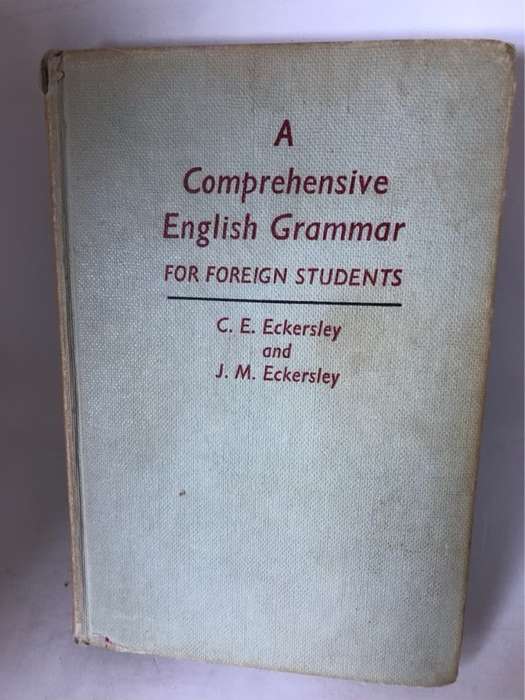 A
Comprehensive
English Grammar
FOR FOREIGN STUDENTS
C. E. Eckersley
and
J. M. Eckersley